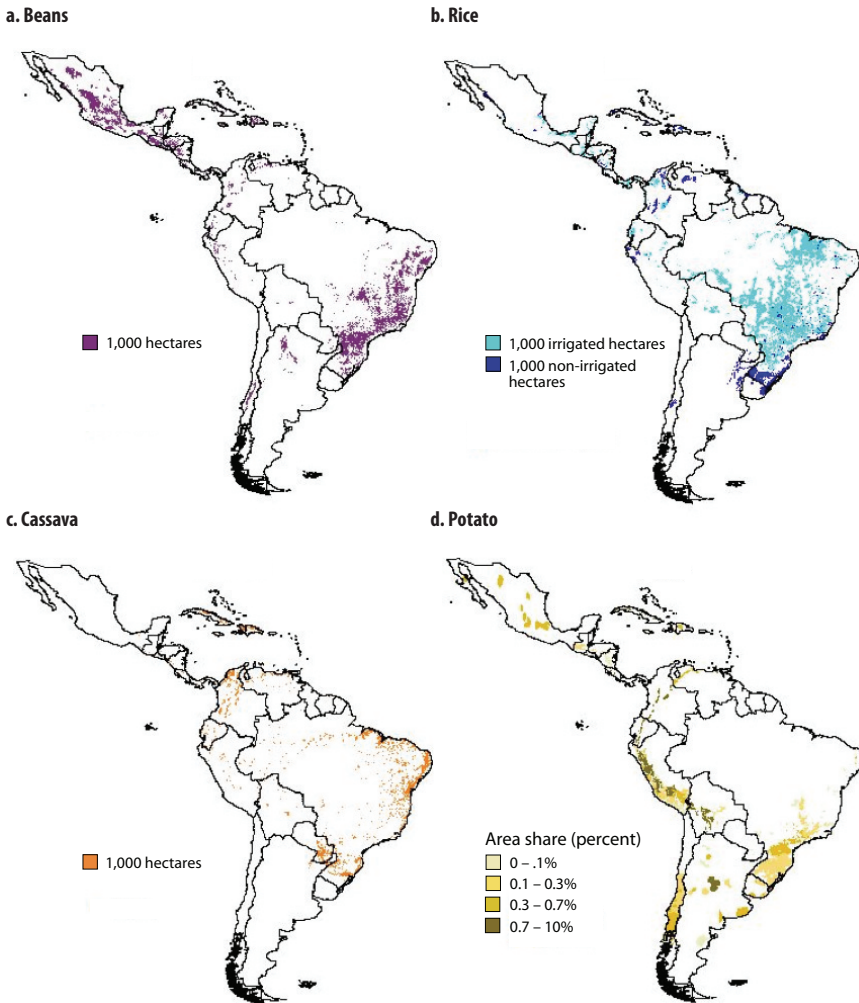 a. Beans
b. Rice
1,000 hectares
1,000 irrigated hectares
1,000 non-irrigated
hectares
c. Cassava
d. Potato
1,000 hectares
Area share (percent)
0 – .1%
0.1 – 0.3%
0.3 – 0.7%
0.7 – 10%